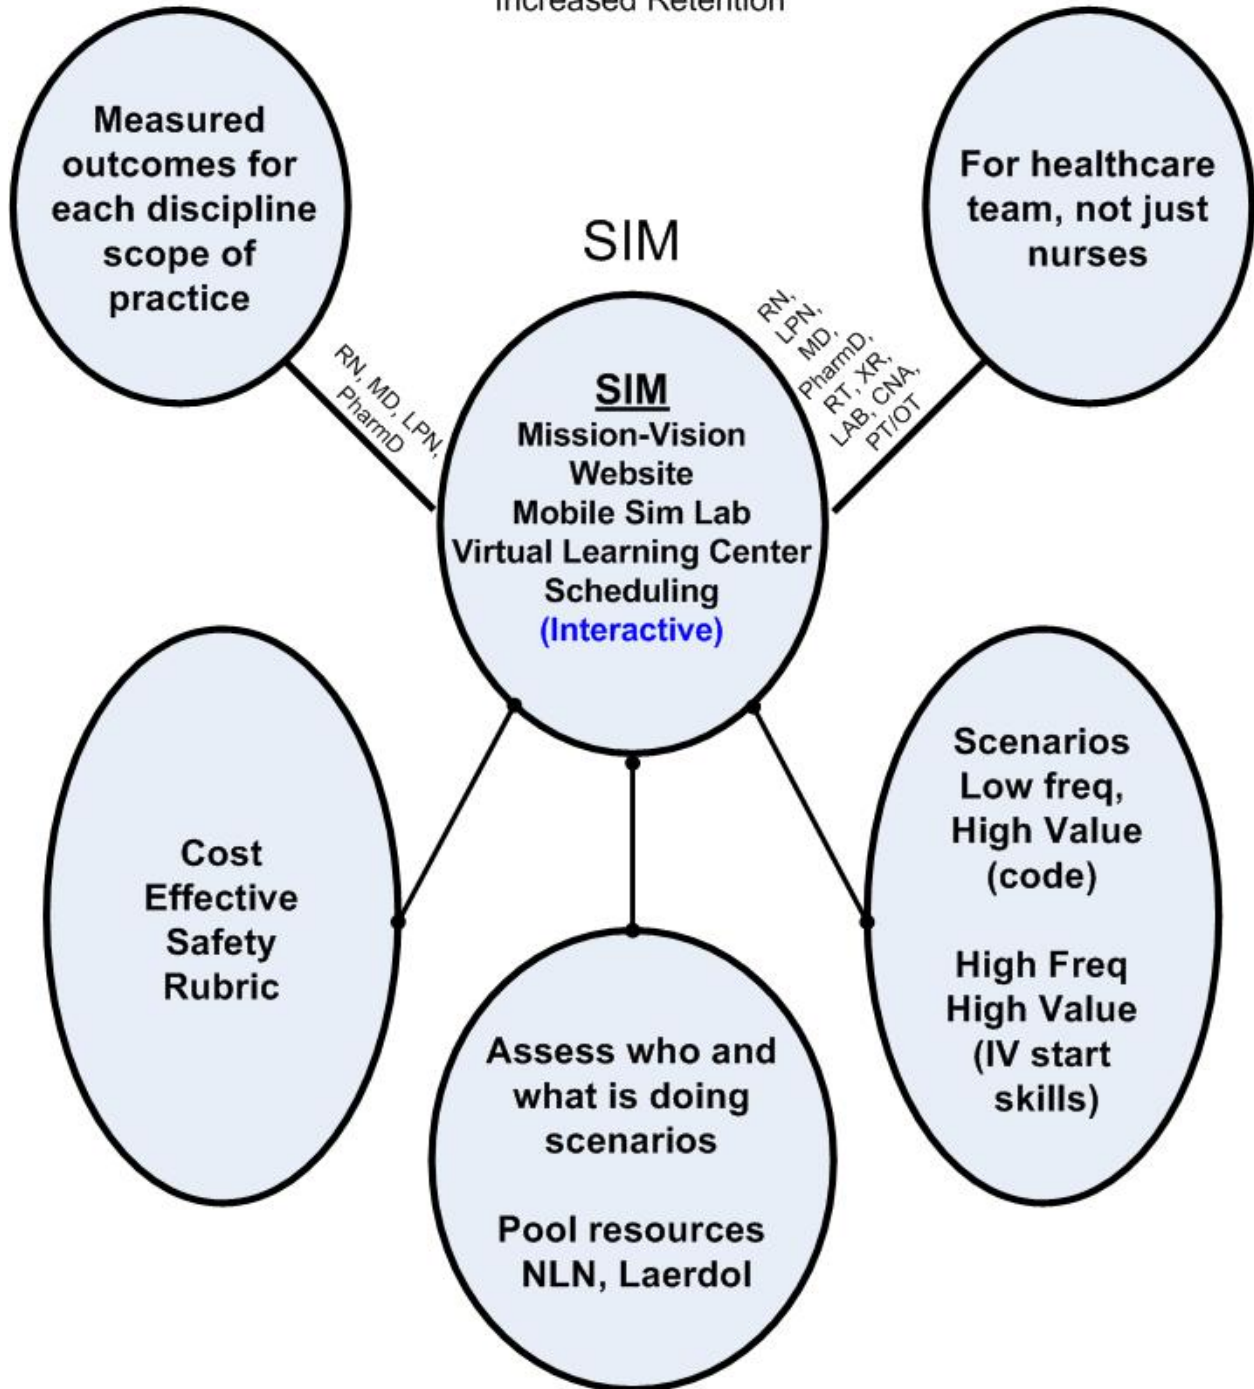 Increased Retention
Measured
outcomes for
each discipline
scope of
practice
For healthcare
team, not just
nurses
SIM
RN, MD, LPN,
PharmD
RN,
LPN,
MD,
PharmD,
RT, XR,
LAB, CNA,
PT/OT
SIM
Mission-Vision
Website
Mobile Sim Lab
Virtual Learning Center
Scheduling
(Interactive)
Cost
Effective
Safety
Rubric
Assess who and
what is doing
scenarios
Pool resources
NLN, Laerdol
Scenarios
Low freq,
High Value
(code)
High Freq
High Value
(IV start
skills)